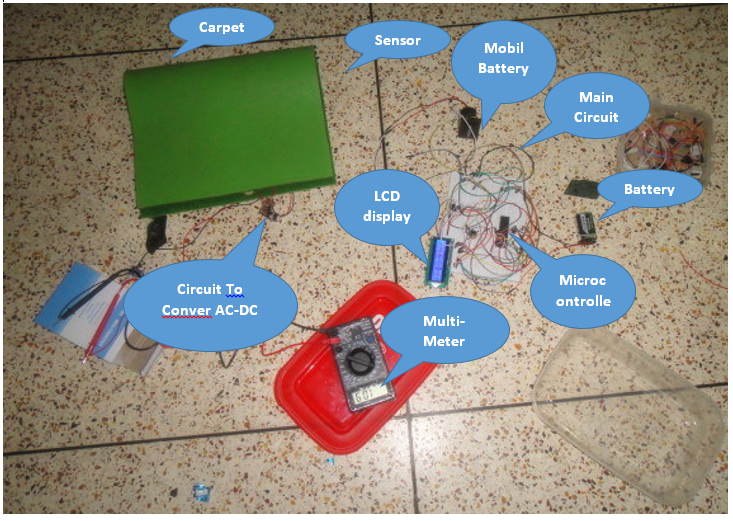 Carpet
Sensor
Mobil
Battery
Main
Circuit
Battery
LCD
display
Microc
ontrolle
Circuit To
Conver AC-DC
Multi-
Meter